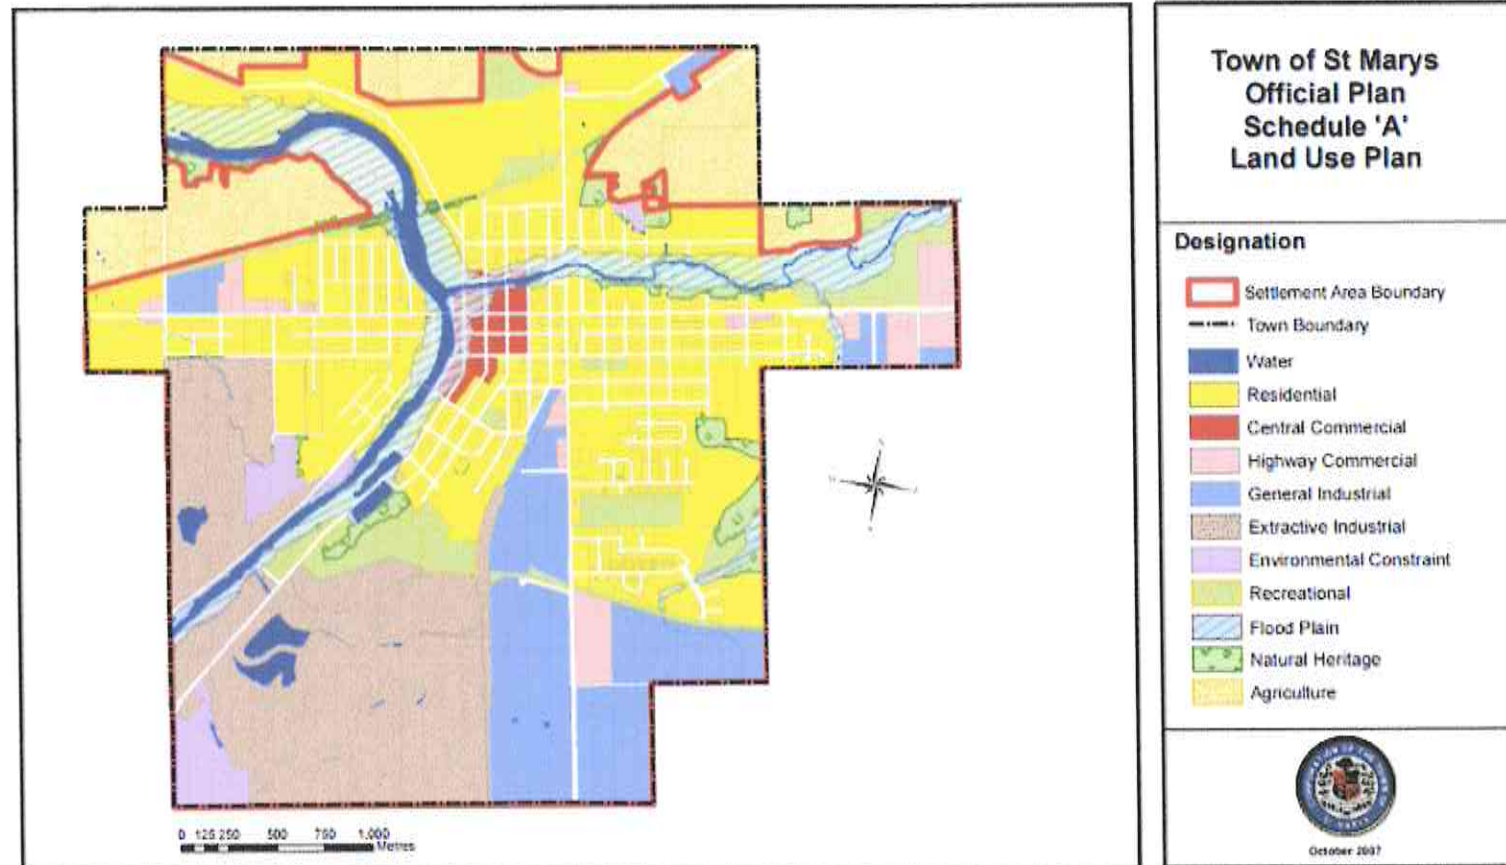 Town of St Marys
Official Plan
Schedule 'A'
Land Use Plan
Designation
Settlement Area Boundary
Town Boundary
Water
Residential
Central Commercial
Highway Commercial
General Industrial
Extractive Industrial
Environmental Constraint
Recreational
Flood Plain
Natural Heritage
Agriculture
October 2007
0 125 250 500 750 1,000
Metres